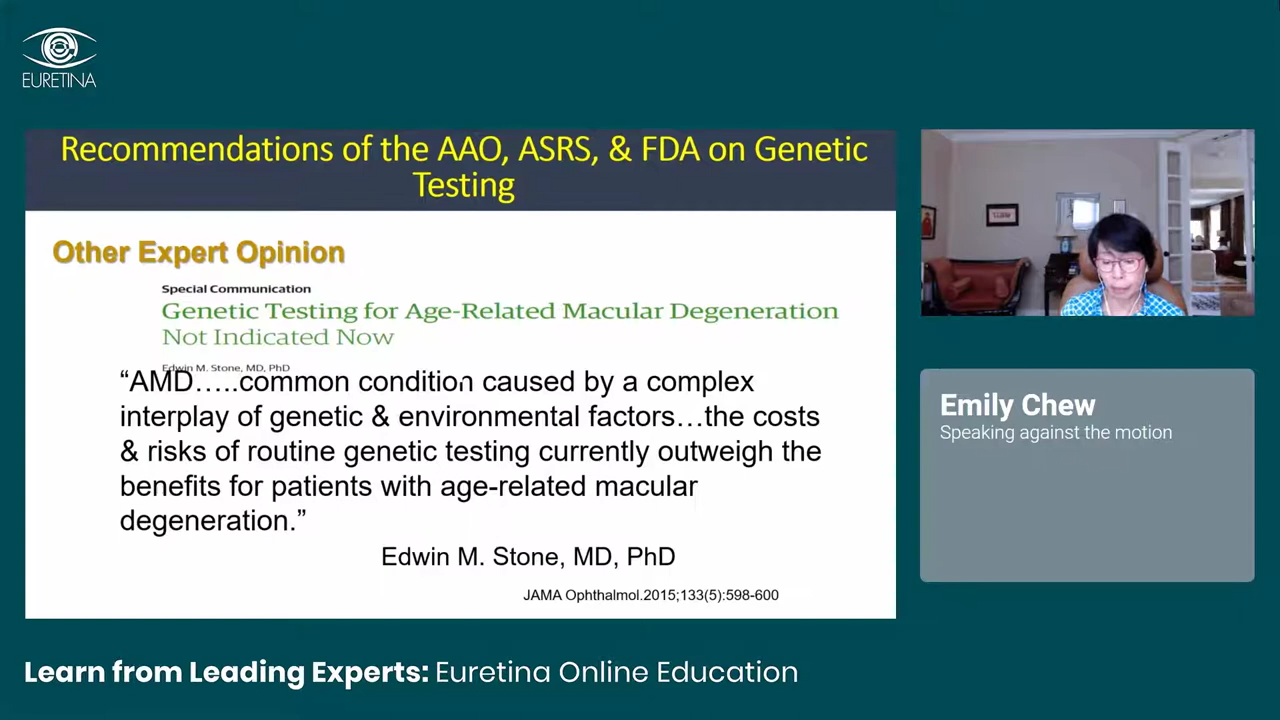 EURETINA
Recommendations of the AAO, ASRS, & FDA on Genetic
Testing
Other Expert Opinion
Special Communication
Genetic Testing for Age-Related Macular Degeneration
Not Indicated Now
Edwin M. Stone, MD, PhD
“AMD…..common condition caused by a complex
interplay of genetic & environmental factors…the costs
& risks of routine genetic testing currently outweigh the
benefits for patients with age-related macular
degeneration.”
Edwin M. Stone, MD, PhD
JAMA Ophthalmol.2015;133(5):598-600
Emily Chew
Speaking against the motion
Learn from Leading Experts: Euretina Online Education